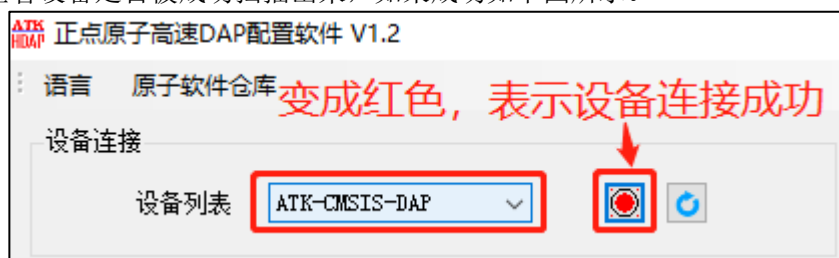 ATK HDAP 正点原子高速DAP配置软件 V1.2
语言 原子软件仓库
变成红色，表示设备连接成功
设备连接
设备列表 ATK-CMSIS-DAP